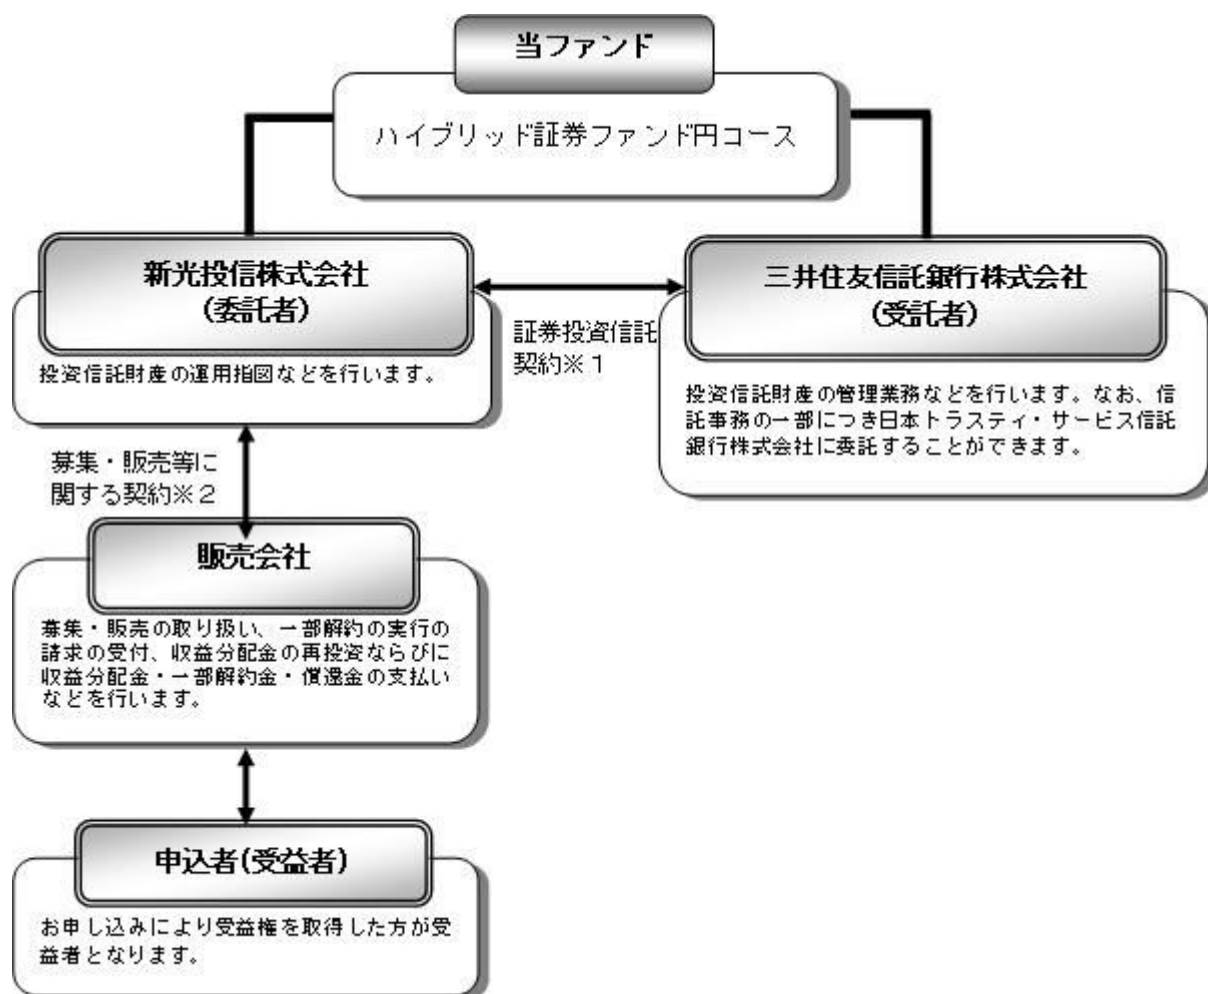 当ファンド
ハイブリッド証券ファンド円コース
新光投信株式会社
(委託者)
投資信託財産の運用指図などを行います。
証券投資信託
契約※1
三井住友信託銀行株式会社
(受託者)
投資信託財産の管理業務などを行います。なお、信
託事務の一部につき日本トラスティ・サービス信託
銀行株式会社に委託することができます。
募集・販売等に
関する契約※2
販売会社
募集・販売の取り扱い、一部解約の実行の
請求の受付、収益分配金の再投資ならびに
収益分配金・一部解約金・償還金の支払い
などを行います。
申込者(受益者)
お申し込みにより受益権を取得した方が受
益者となります。